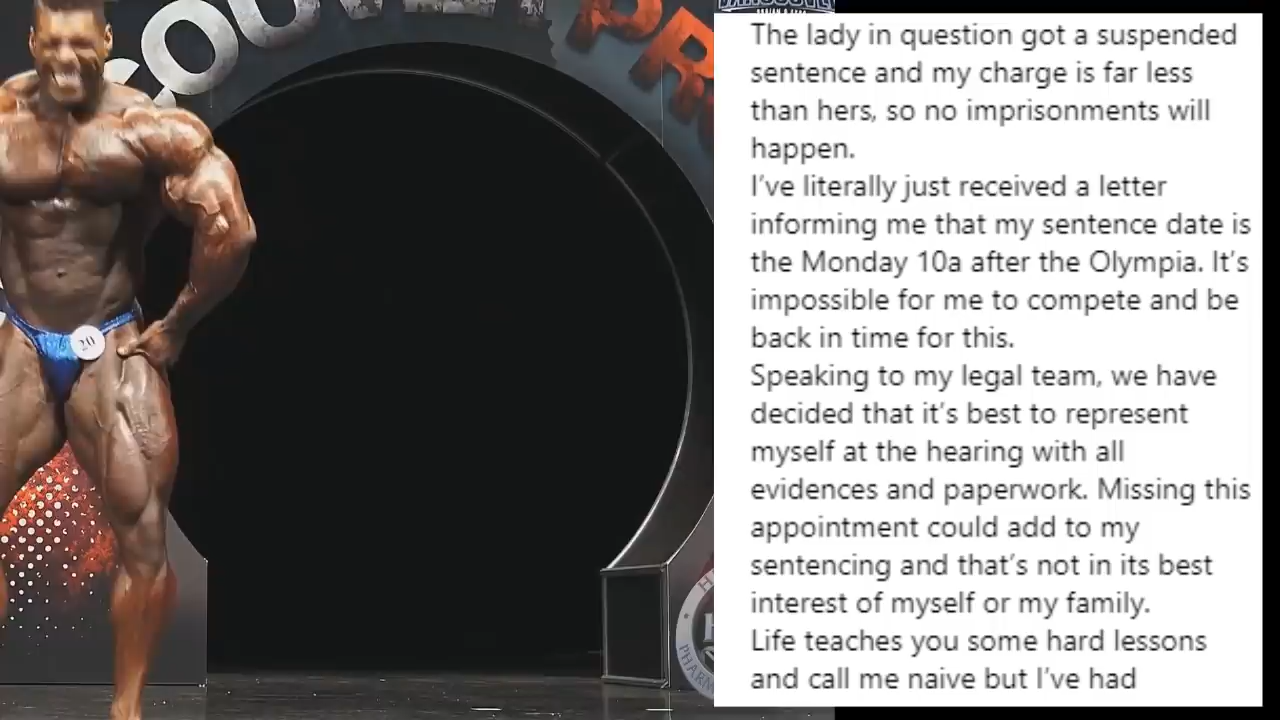 The lady in question got a suspended
sentence and my charge is far less
than hers, so no imprisonments will
happen.
I've literally just received a letter
informing me that my sentence date is
the Monday 10a after the Olympia. It's
impossible for me to compete and be
back in time for this.
Speaking to my legal team, we have
decided that it's best to represent
myself at the hearing with all
evidences and paperwork. Missing this
appointment could add to my
sentencing and that's not in its best
interest of myself or my family.
Life teaches you some hard lessons
and call me naive but I've had
20